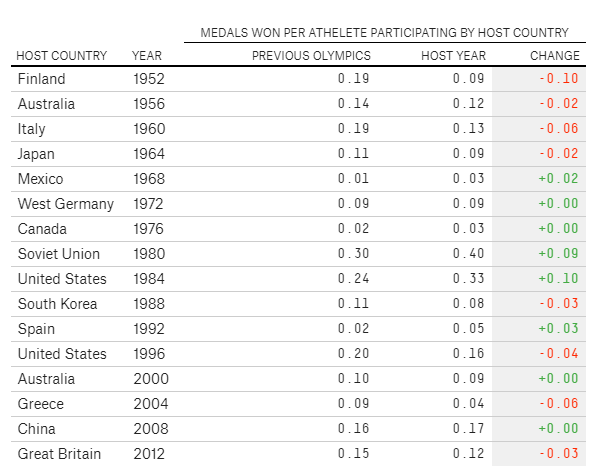 MEDALS WON PER ATHELETE PARTICIPATING BY HOST COUNTRY
HOST COUNTRY YEAR PREVIOUS OLYMPICS HOST YEAR CHANGE
Finland 1952 0.19 0.09 -0.10
Australia 1956 0.14 0.12 -0.02
Italy 1960 0.19 0.13 -0.06
Japan 1964 0.11 0.09 -0.02
Mexico 1968 0.01 0.03 +0.02
West Germany 1972 0.09 0.09 +0.00
Canada 1976 0.02 0.03 +0.00
Soviet Union 1980 0.30 0.40 +0.09
United States 1984 0.24 0.33 +0.10
South Korea 1988 0.11 0.08 -0.03
Spain 1992 0.02 0.05 +0.03
United States 1996 0.20 0.16 -0.04
Australia 2000 0.10 0.09 +0.00
Greece 2004 0.09 0.04 -0.06
China 2008 0.16 0.17 +0.00
Great Britain 2012 0.15 0.12 -0.03